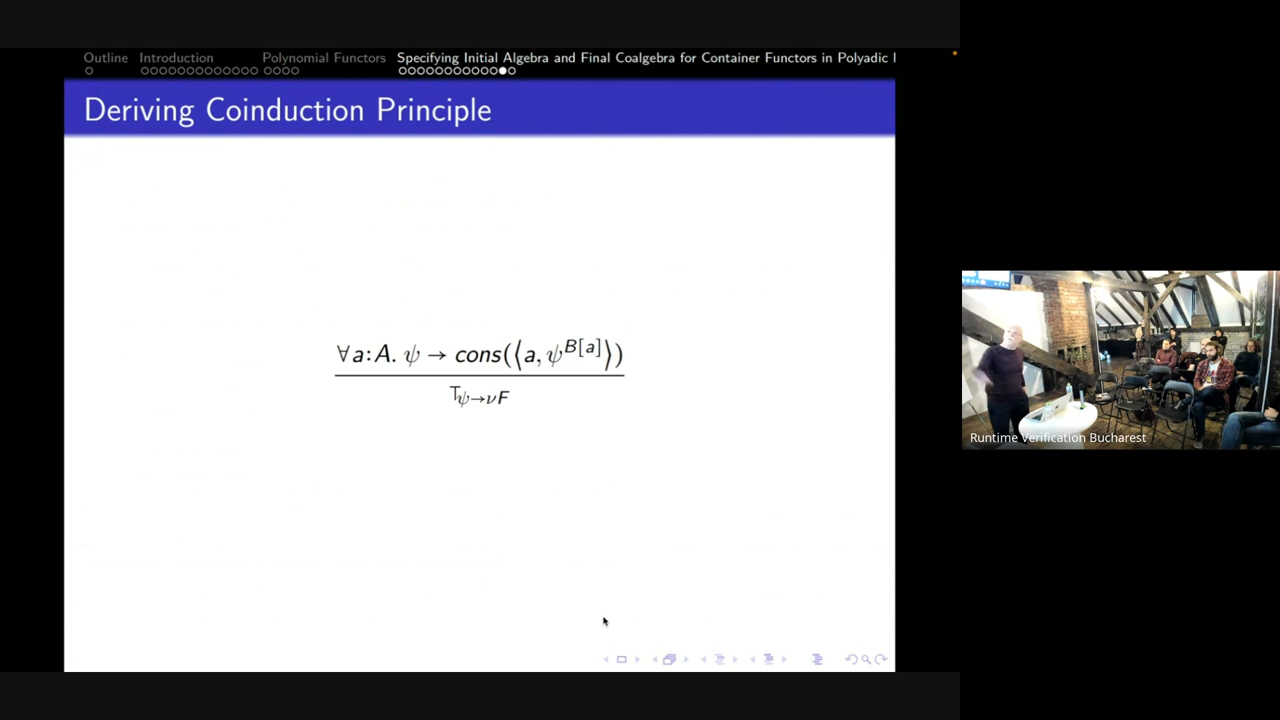 Outline Introduction Polynomial Functors Specifying Initial Algebra and Final Coalgebra for Container Functors in Polyadic
Deriving Coinduction Principle
∀a:A. ψ → cons(⟨a, ψ^{B[a]}⟩)
⊤_{ψ→νF}
Runtime Verification Bucharest